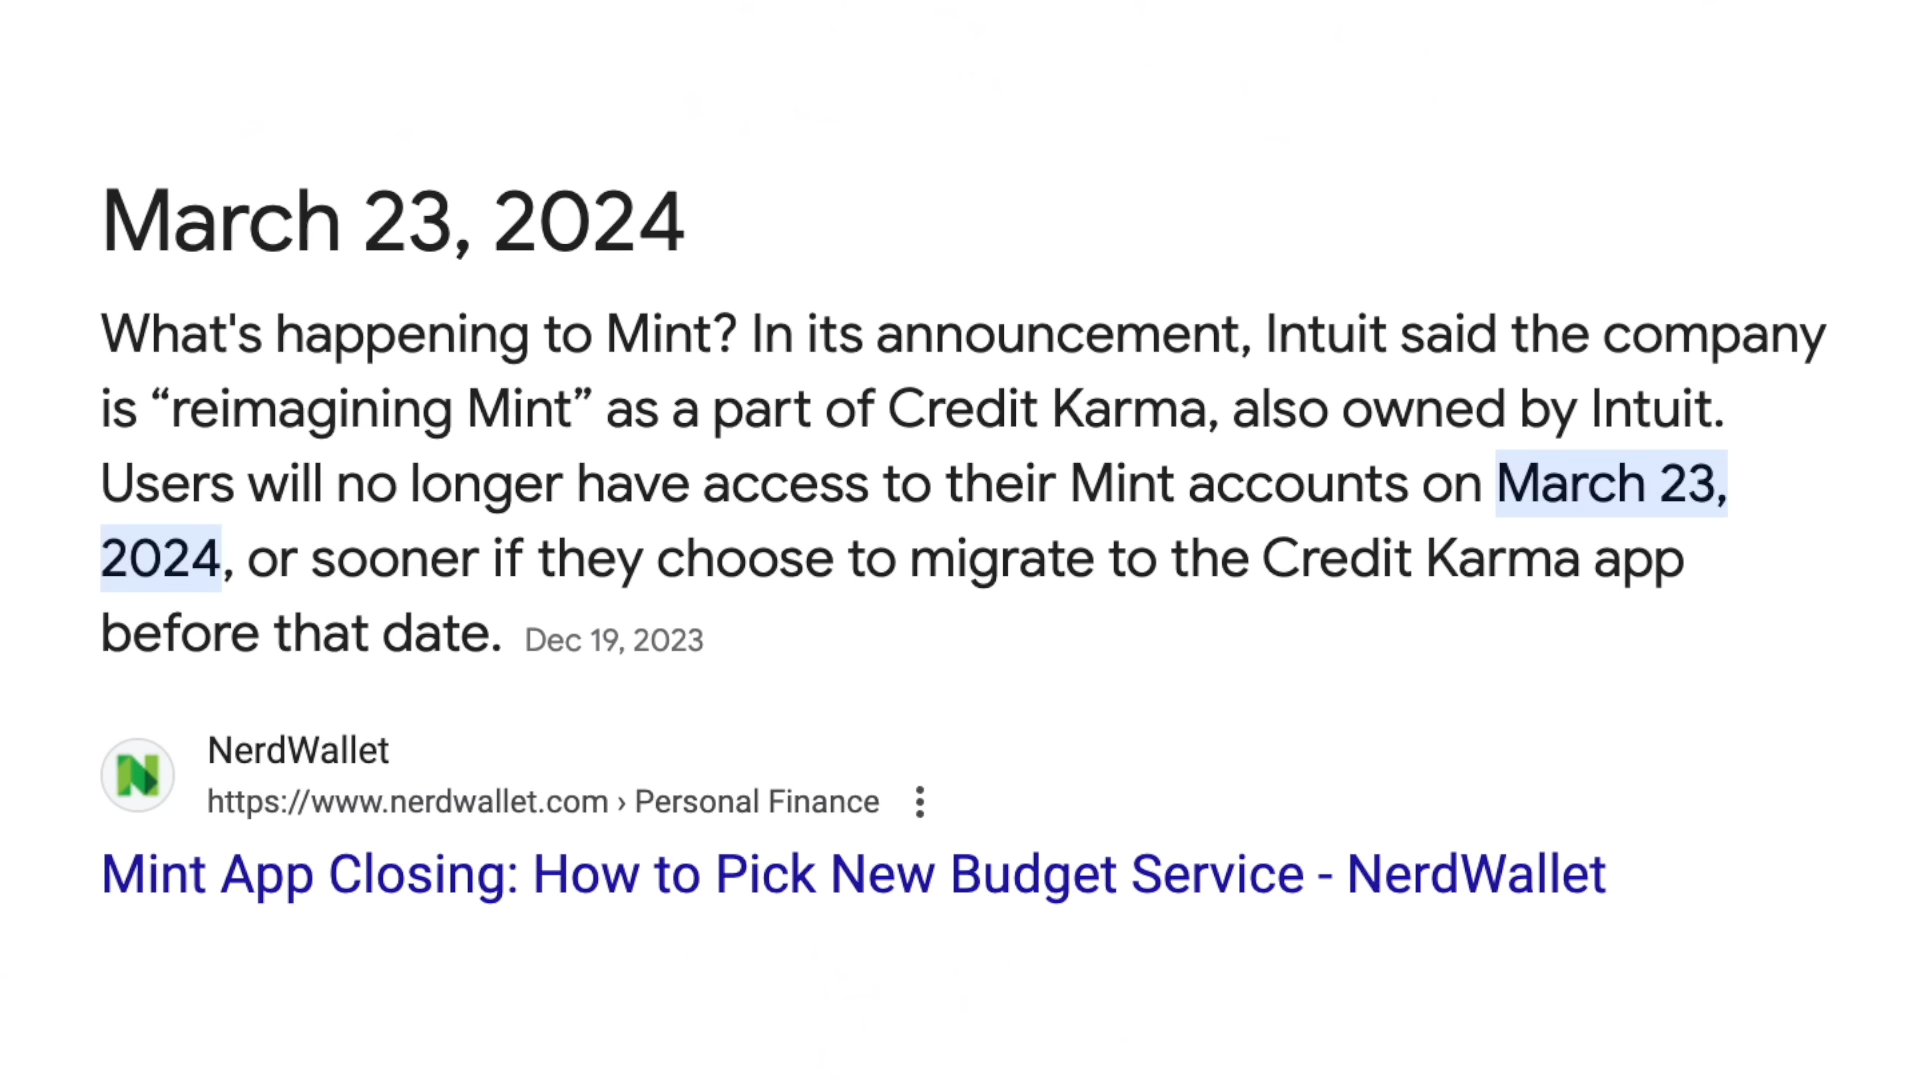 March 23, 2024
What's happening to Mint? In its announcement, Intuit said the company
is “reimagining Mint” as a part of Credit Karma, also owned by Intuit.
Users will no longer have access to their Mint accounts on March 23,
2024, or sooner if they choose to migrate to the Credit Karma app
before that date. Dec 19, 2023
NerdWallet
https://www.nerdwallet.com › Personal Finance
Mint App Closing: How to Pick New Budget Service - NerdWallet